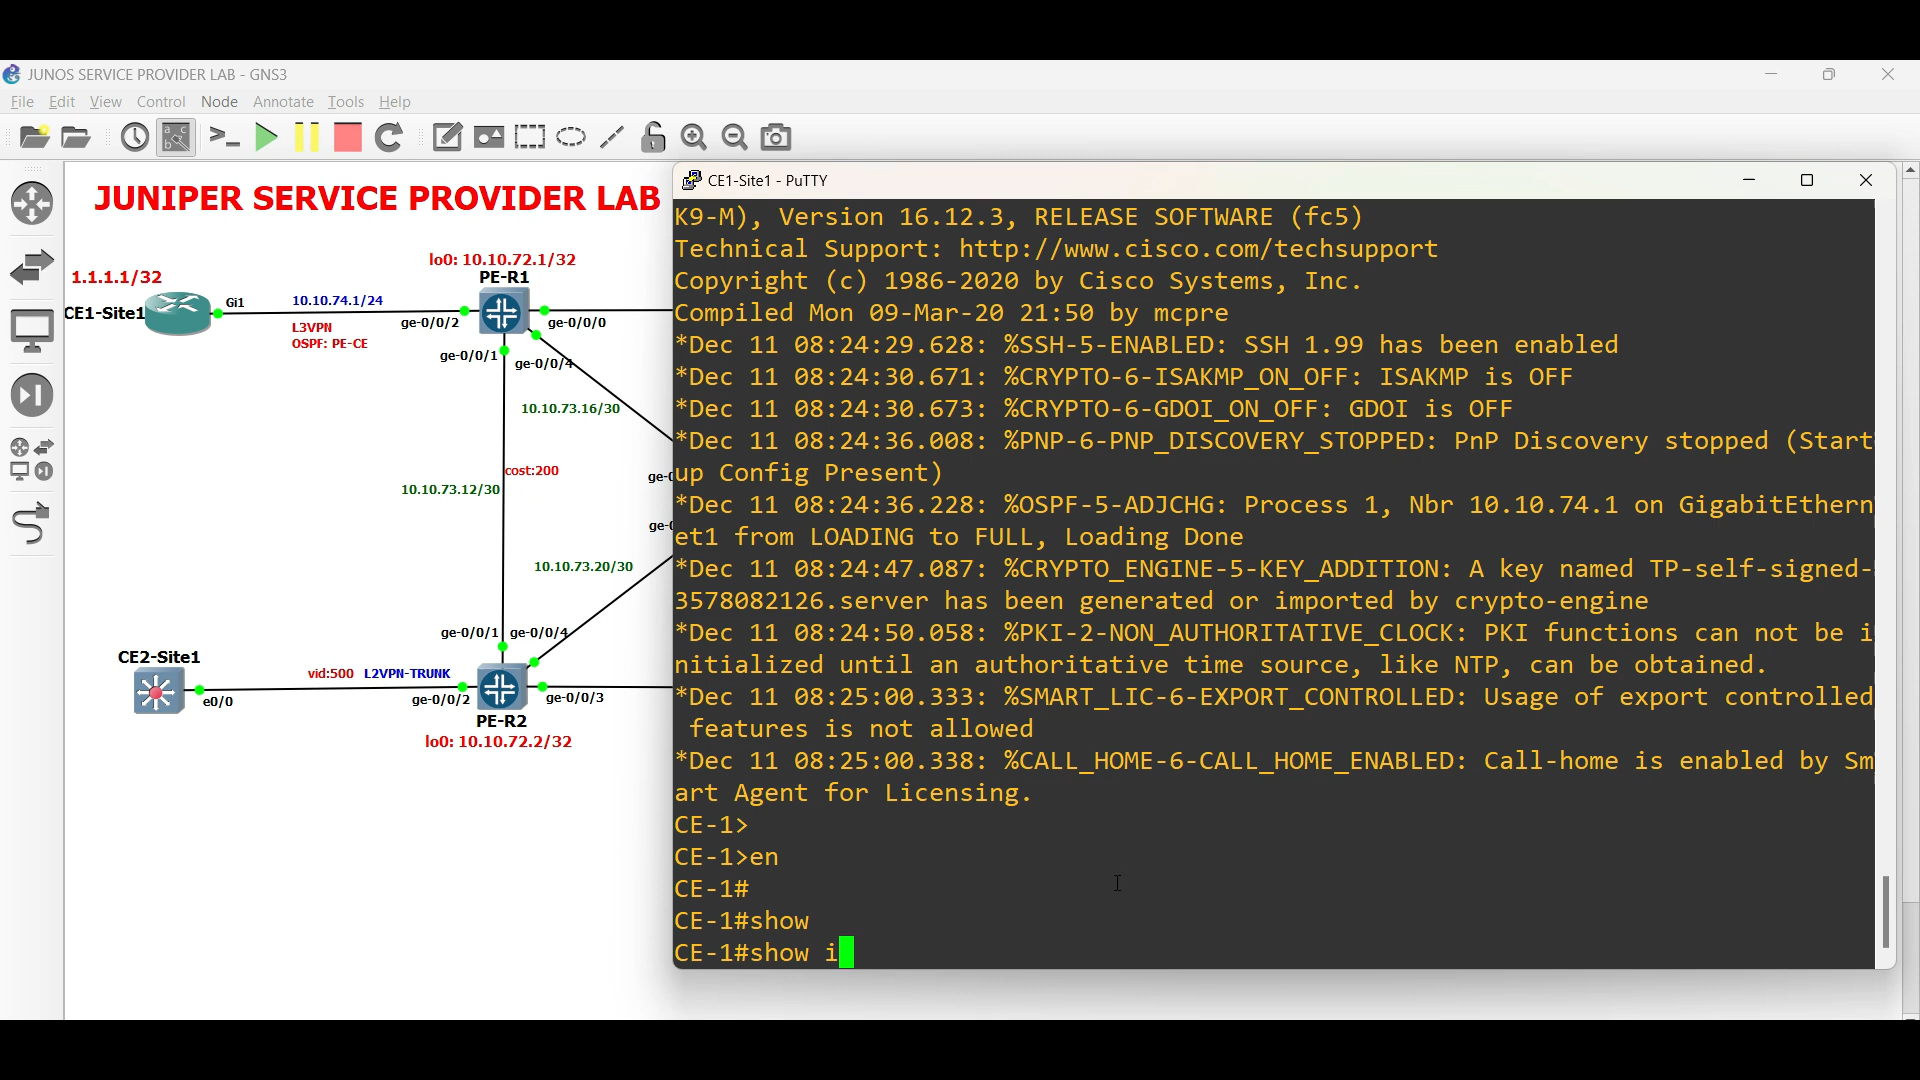 JUNOS SERVICE PROVIDER LAB - GNS3
File Edit View Control Node Annotate Tools Help
JUNIPER SERVICE PROVIDER LAB
lo0: 10.10.72.1/32
PE-R1
1.1.1.1/32
CE1-Site1
Gi1
10.10.74.1/24
L3VPN
OSPF: PE-CE
ge-0/0/2
ge-0/0/0
ge-0/0/1
ge-0/0/4
10.10.73.16/30
cost:200
10.10.73.12/30
10.10.73.20/30
ge-0/0/1
ge-0/0/4
CE2-Site1
vid:500 L2VPN-TRUNK
e0/0
ge-0/0/2
ge-0/0/3
PE-R2
lo0: 10.10.72.2/32
CE1-Site1 - PuTTY
K9-M), Version 16.12.3, RELEASE SOFTWARE (fc5)
Technical Support: http://www.cisco.com/techsupport
Copyright (c) 1986-2020 by Cisco Systems, Inc.
Compiled Mon 09-Mar-20 21:50 by mcpre
*Dec 11 08:24:29.628: %SSH-5-ENABLED: SSH 1.99 has been enabled
*Dec 11 08:24:30.671: %CRYPTO-6-ISAKMP_ON_OFF: ISAKMP is OFF
*Dec 11 08:24:30.673: %CRYPTO-6-GDOI_ON_OFF: GDOI is OFF
*Dec 11 08:24:36.008: %PNP-6-PNP_DISCOVERY_STOPPED: PnP Discovery stopped (Start
up Config Present)
*Dec 11 08:24:36.228: %OSPF-5-ADJCHG: Process 1, Nbr 10.10.74.1 on GigabitEthern
et1 from LOADING to FULL, Loading Done
*Dec 11 08:24:47.087: %CRYPTO_ENGINE-5-KEY_ADDITION: A key named TP-self-signed-
3578082126.server has been generated or imported by crypto-engine
*Dec 11 08:24:50.058: %PKI-2-NON_AUTHORITATIVE_CLOCK: PKI functions can not be i
nitialized until an authoritative time source, like NTP, can be obtained.
*Dec 11 08:25:00.333: %SMART_LIC-6-EXPORT_CONTROLLED: Usage of export controlled
features is not allowed
*Dec 11 08:25:00.338: %CALL_HOME-6-CALL_HOME_ENABLED: Call-home is enabled by Sm
art Agent for Licensing.
CE-1>
CE-1>en
CE-1#
CE-1#show
CE-1#show i